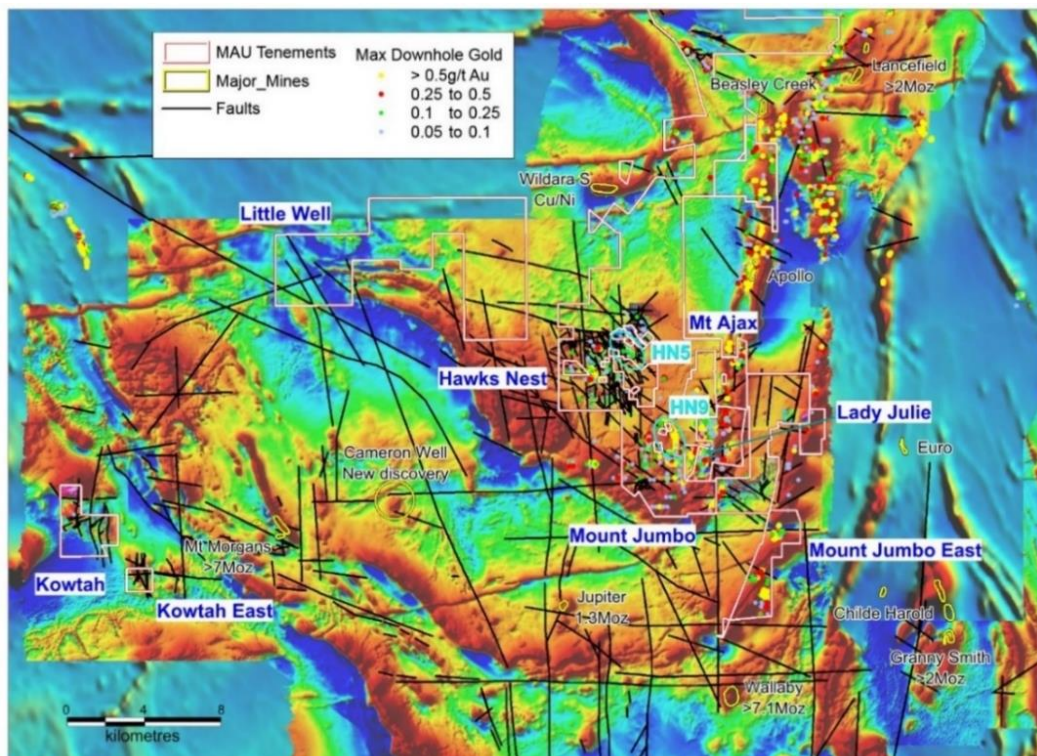 MAU Tenements
Major_Mines
Faults
Max Downhole Gold
> 0.5g/t Au
0.25 to 0.5
0.1 to 0.25
0.05 to 0.1
Beasley Creek
Lancefield
>2Moz
Wildara S
Cu/Ni
Little Well
Apollo
Mt Ajax
HN5
Hawks Nest
HN9
Lady Julie
Euro
Cameron Well
New discovery
Mount Jumbo
Mt Morgans
>7Moz
Mount Jumbo East
Kowtah
Kowtah East
Jupiter
1.3Moz
Childe Harold
Granny Smith
>2Moz
Wallaby
>7.1Moz
0 4 8
kilometres